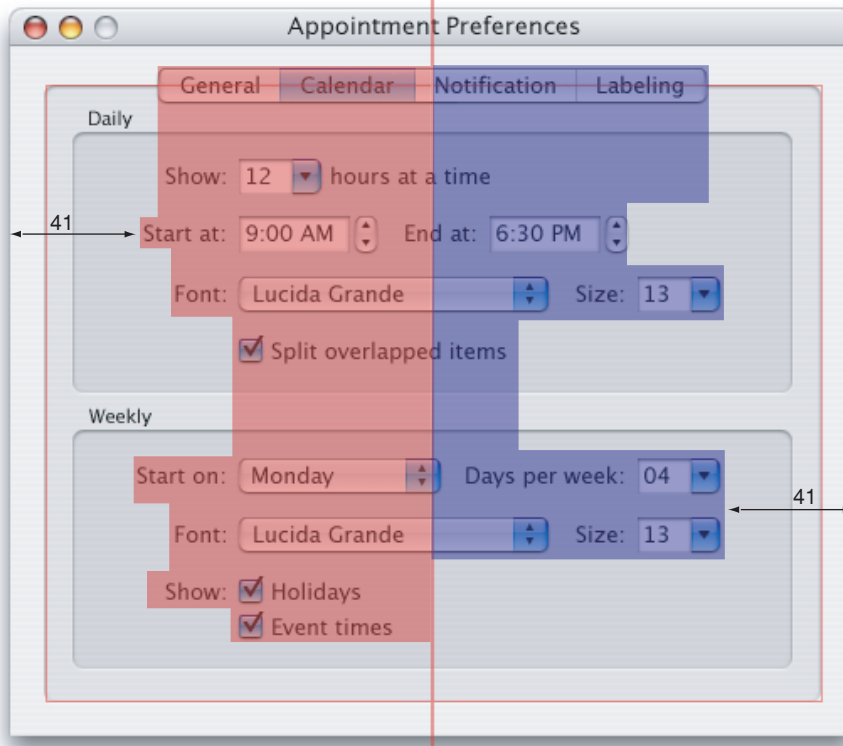 Appointment Preferences
General Calendar Notification Labeling
Daily
Show: 12 hours at a time
41 Start at: 9:00 AM End at: 6:30 PM
Font: Lucida Grande Size: 13
Split overlapped items
Weekly
Start on: Monday Days per week: 04
41
Font: Lucida Grande Size: 13
Show: Holidays
Event times